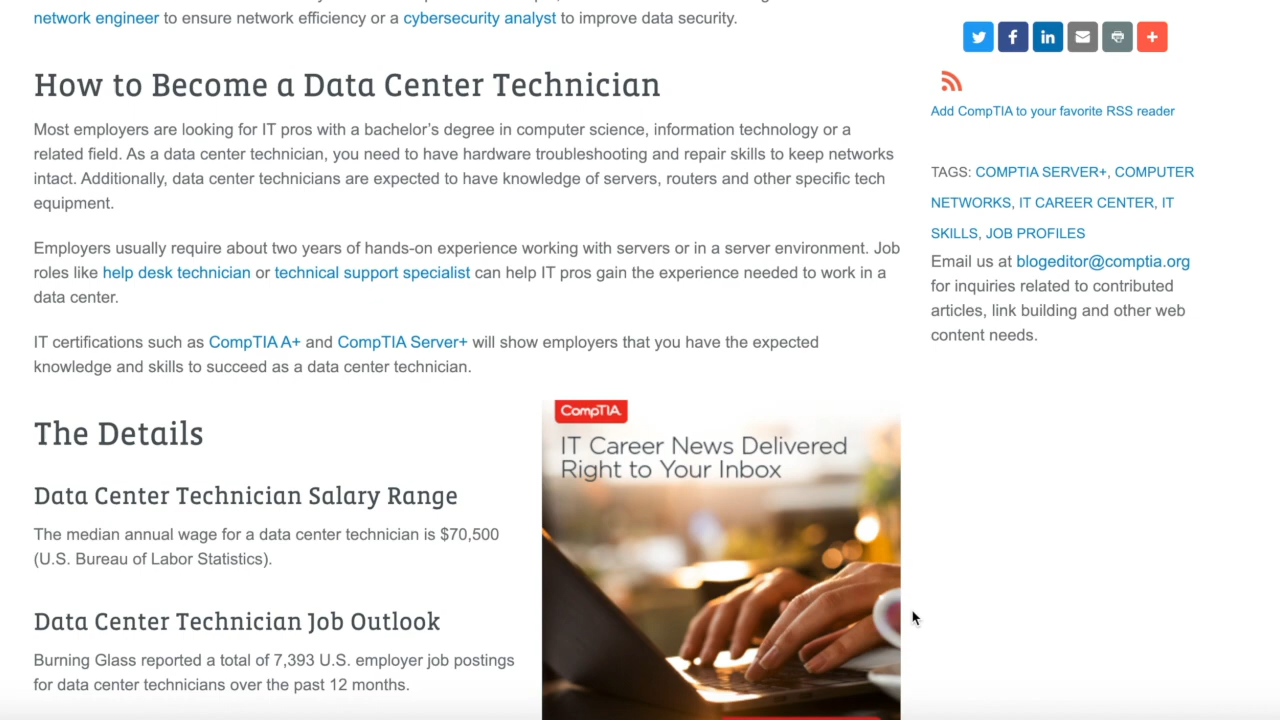 network engineer to ensure network efficiency or a cybersecurity analyst to improve data security.
How to Become a Data Center Technician
Most employers are looking for IT pros with a bachelor’s degree in computer science, information technology or a
related field. As a data center technician, you need to have hardware troubleshooting and repair skills to keep networks
intact. Additionally, data center technicians are expected to have knowledge of servers, routers and other specific tech
equipment.
Employers usually require about two years of hands-on experience working with servers or in a server environment. Job
roles like help desk technician or technical support specialist can help IT pros gain the experience needed to work in a
data center.
IT certifications such as CompTIA A+ and CompTIA Server+ will show employers that you have the expected
knowledge and skills to succeed as a data center technician.
The Details
Data Center Technician Salary Range
The median annual wage for a data center technician is $70,500
(U.S. Bureau of Labor Statistics).
Data Center Technician Job Outlook
Burning Glass reported a total of 7,393 U.S. employer job postings
for data center technicians over the past 12 months.
CompTIA
IT Career News Delivered
Right to Your Inbox
Add CompTIA to your favorite RSS reader
TAGS: COMPTIA SERVER+, COMPUTER
NETWORKS, IT CAREER CENTER, IT
SKILLS, JOB PROFILES
Email us at blogeditor@comptia.org
for inquiries related to contributed
articles, link building and other web
content needs.